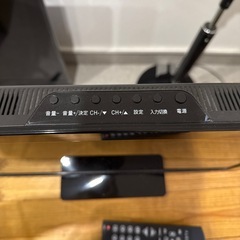 音量- 音量+/決定 CH-/▼ CH+/▲ 設定 入力切換 電源